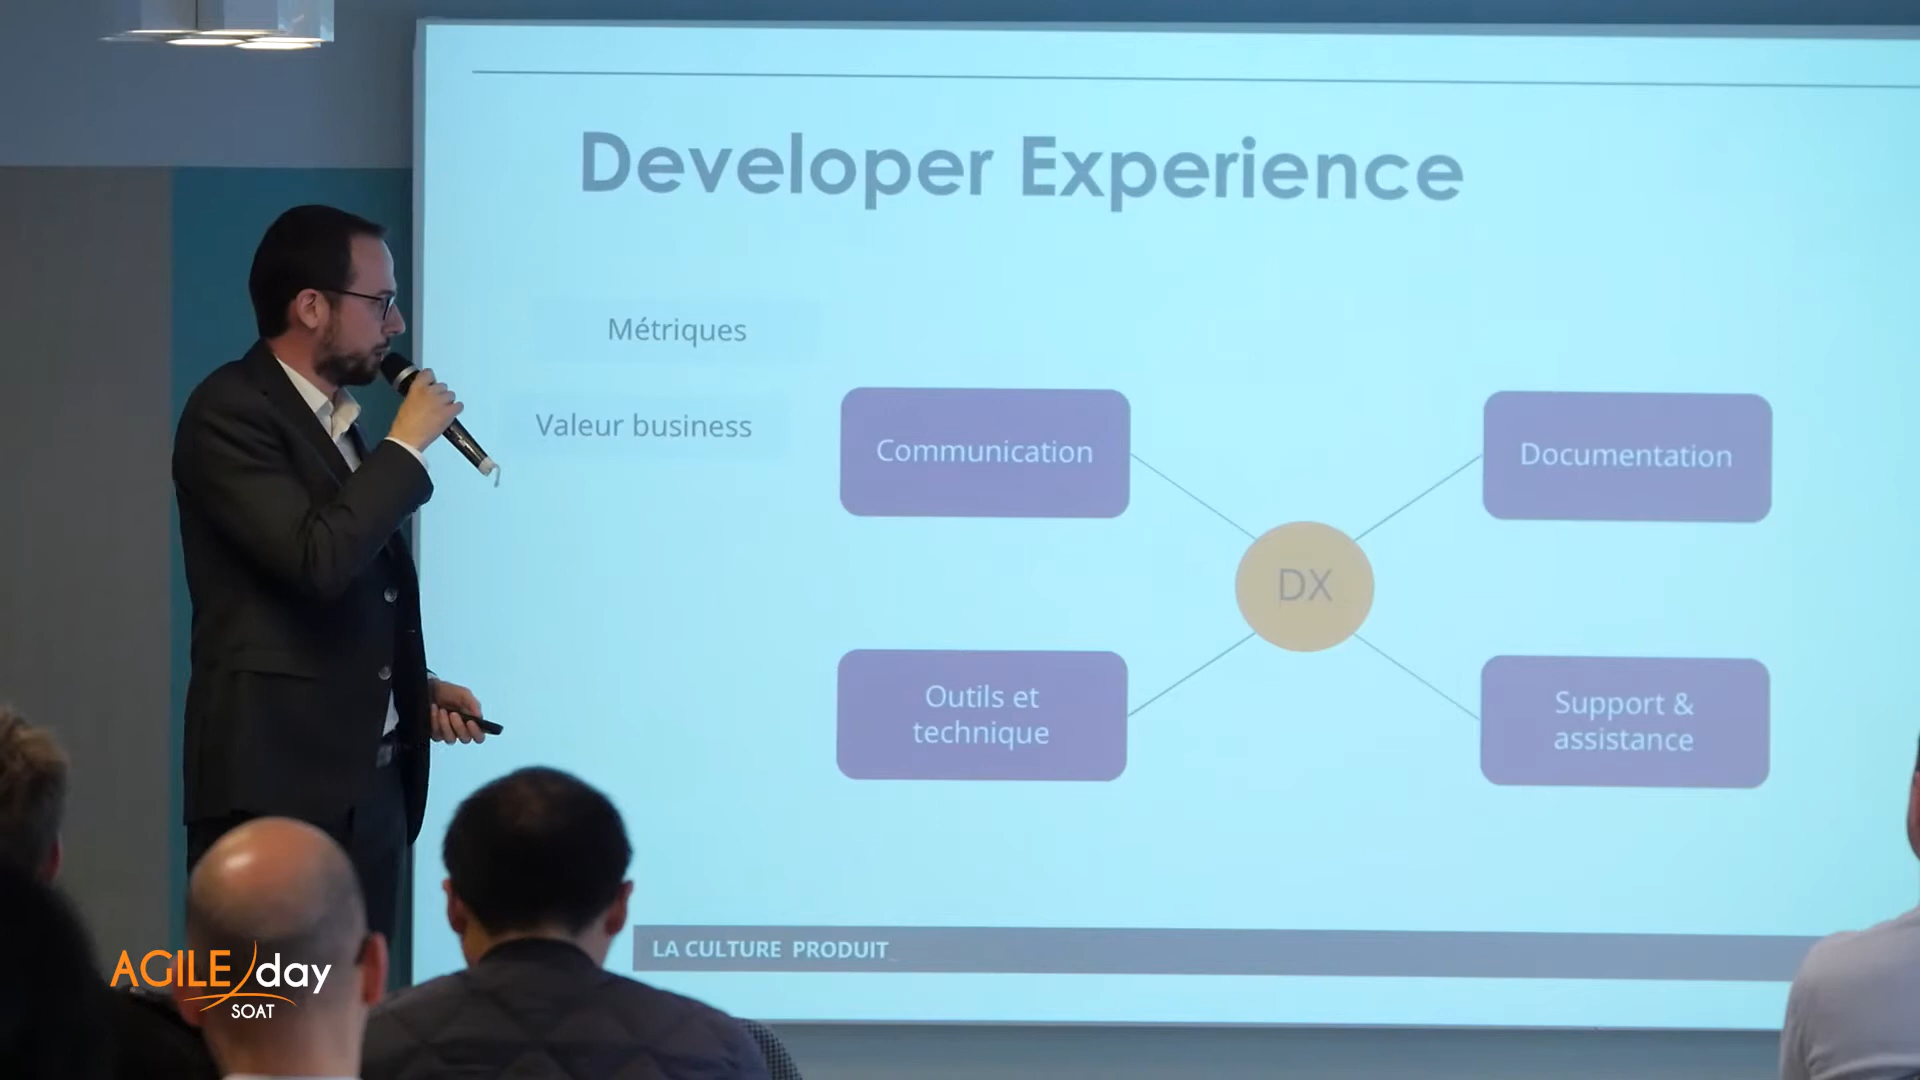 Developer Experience
Métriques
Valeur business
Communication
Documentation
DX
Outils et
technique
Support &
assistance
LA CULTURE PRODUIT
AGILE day
SOAT